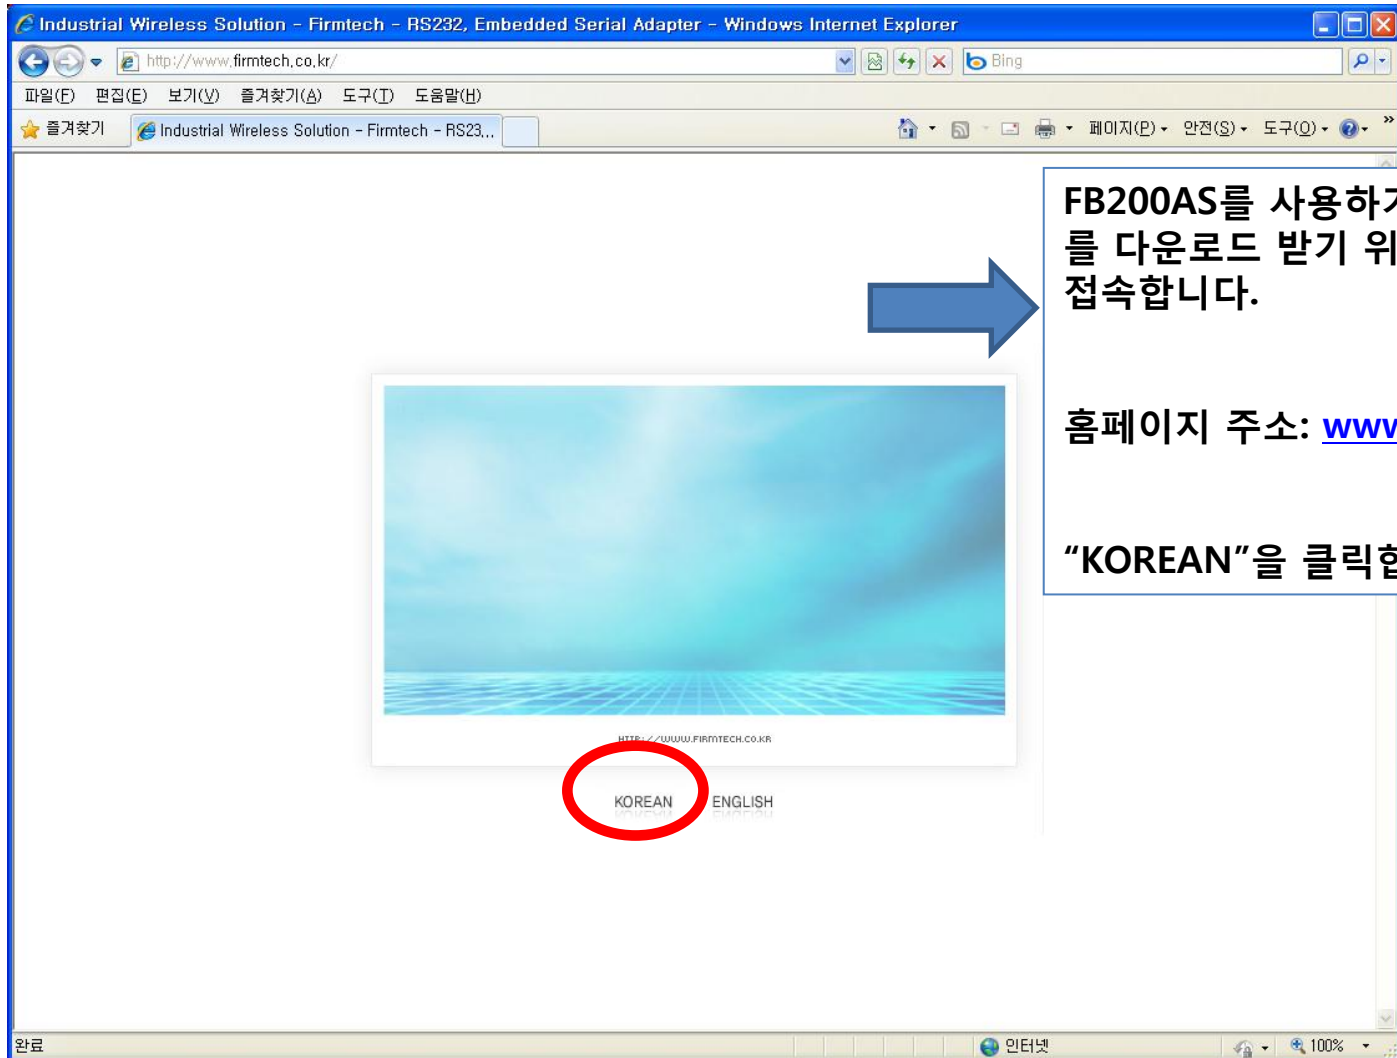 Industrial Wireless Solution - Firmtech - RS232, Embedded Serial Adapter - Windows Internet Explorer
http://www.firmtech.co.kr/
Bing
파일(F) 편집(E) 보기(V) 즐겨찾기(A) 도구(T) 도움말(H)
즐겨찾기 Industrial Wireless Solution - Firmtech - RS23... 페이지(P) 안전(S) 도구(O) »
FB200AS를 사용하
를 다운로드 받기 위
접속합니다.
홈페이지 주소: www
“KOREAN”을 클릭합
HTTP://WWW.FIRMTECH.CO.KR
KOREAN ENGLISH
완료 인터넷 100%